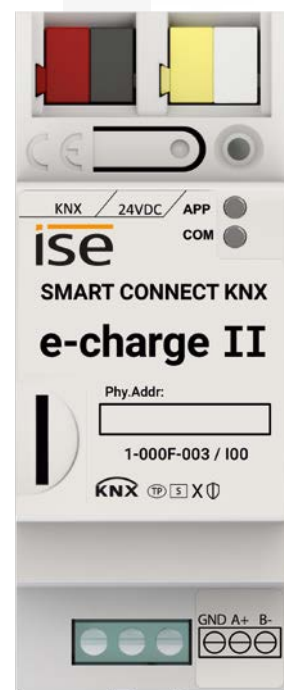 CE
KNX / 24VDC / APP
COM
ise
SMART CONNECT KNX
e-charge II
Phy.Addr:
1-000F-003 / I00
KNX TP S X
GND A+ B-